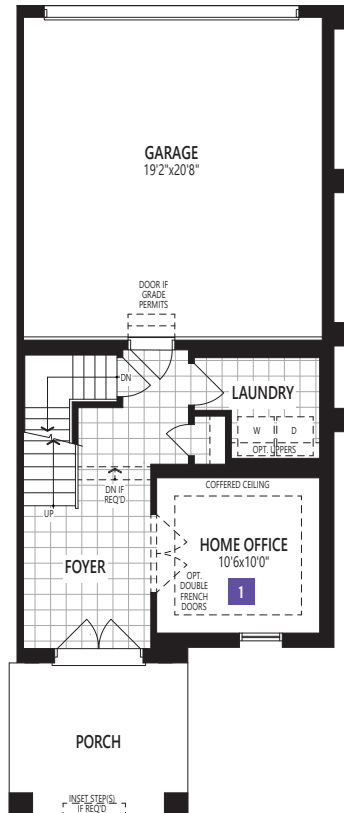 GARAGE
19'2"x20'8"
DOOR IF
GRADE
PERMITS
DN
LAUNDRY
W
D
OPT. UPPERS
DN IF
REQ'D
UP
COFFERED CEILING
HOME OFFICE
10'6x10'0"
OPT.
DOUBLE
FRENCH
DOORS
1
FOYER
PORCH
INSET STEP(S)
IF REQ'D